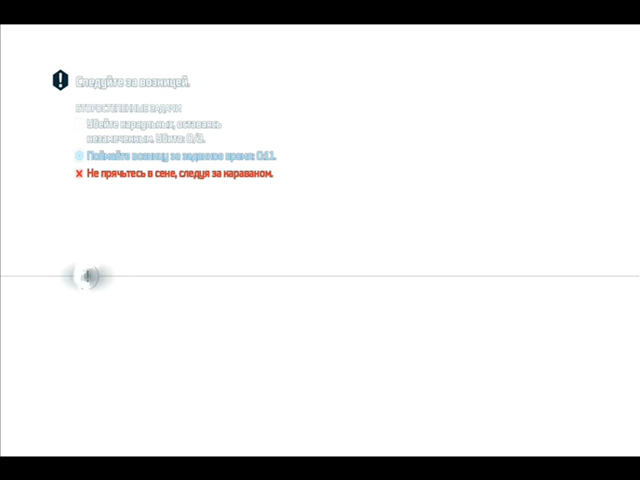 Следуйте за возницей.
ВТОРОСТЕПЕННЫЕ ЗАДАЧИ
Убейте караульных, оставаясь
незамеченным. Убито: 0/2.
Поймайте возницу за заданное время: 0:11.
Не прячьтесь в сене, следуя за караваном.